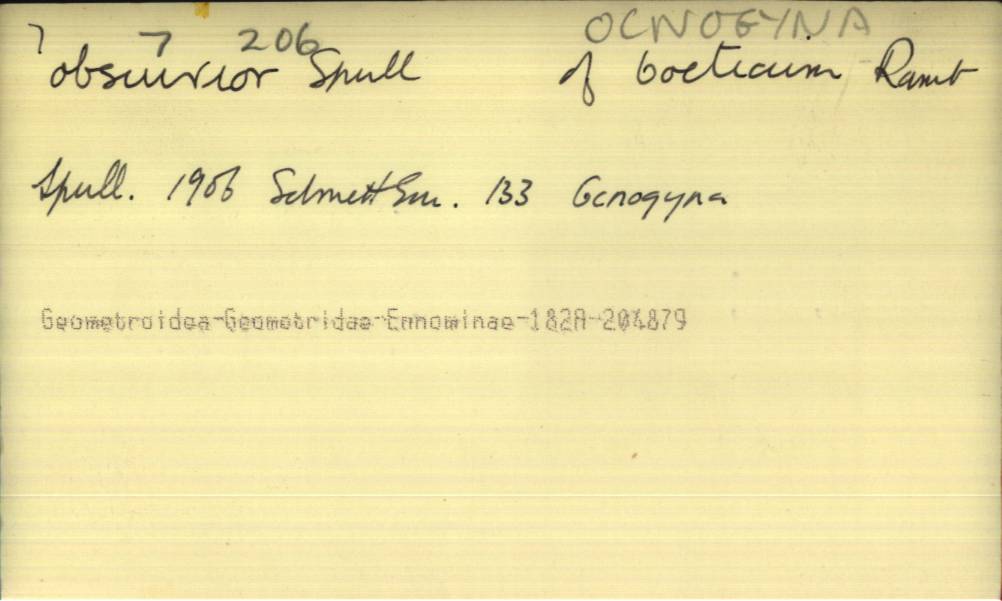 7 7 206 OCNOGYNA
obscurior Spull of boeticum Ramb
Spull. 1906 Schmett Eur. 133 Ocnogyna
Geometroidea-Geometridae-Ennominae-182A-204879